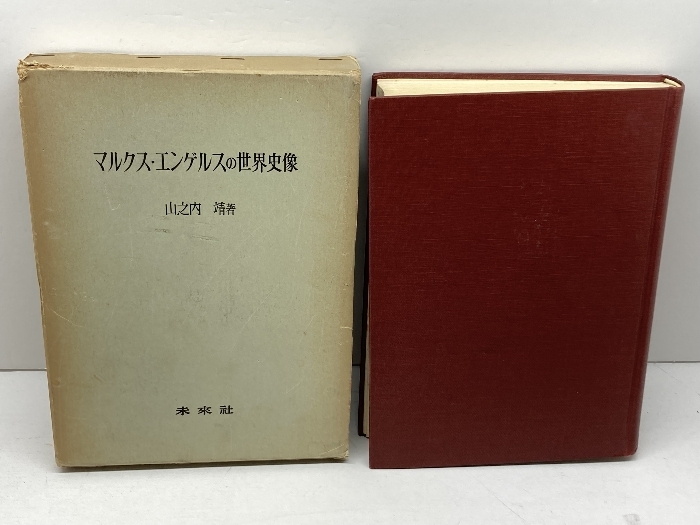 マルクス・エンゲルスの世界史像
山之内 靖著
未来社